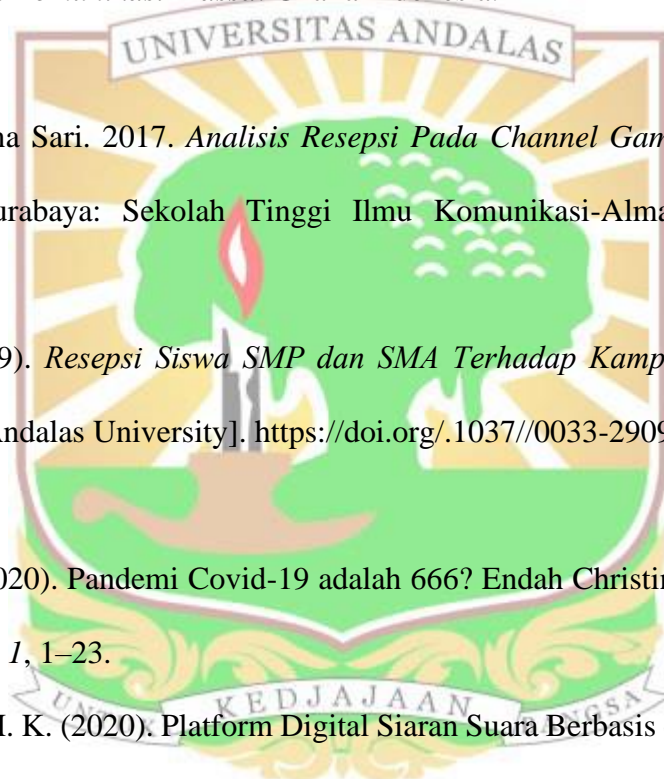 UNIVERSITAS ANDALAS
na Sari. 2017. Analisis Resepsi Pada Channel Gam
urabaya: Sekolah Tinggi Ilmu Komunikasi-Alma
9). Resepsi Siswa SMP dan SMA Terhadap Kamp
Andalas University]. https://doi.org/.1037//0033-2909
020). Pandemi Covid-19 adalah 666? Endah Christin
1, 1–23.
UNTUK KEDJAJAAN BANGSA
I. K. (2020). Platform Digital Siaran Suara Berbasis